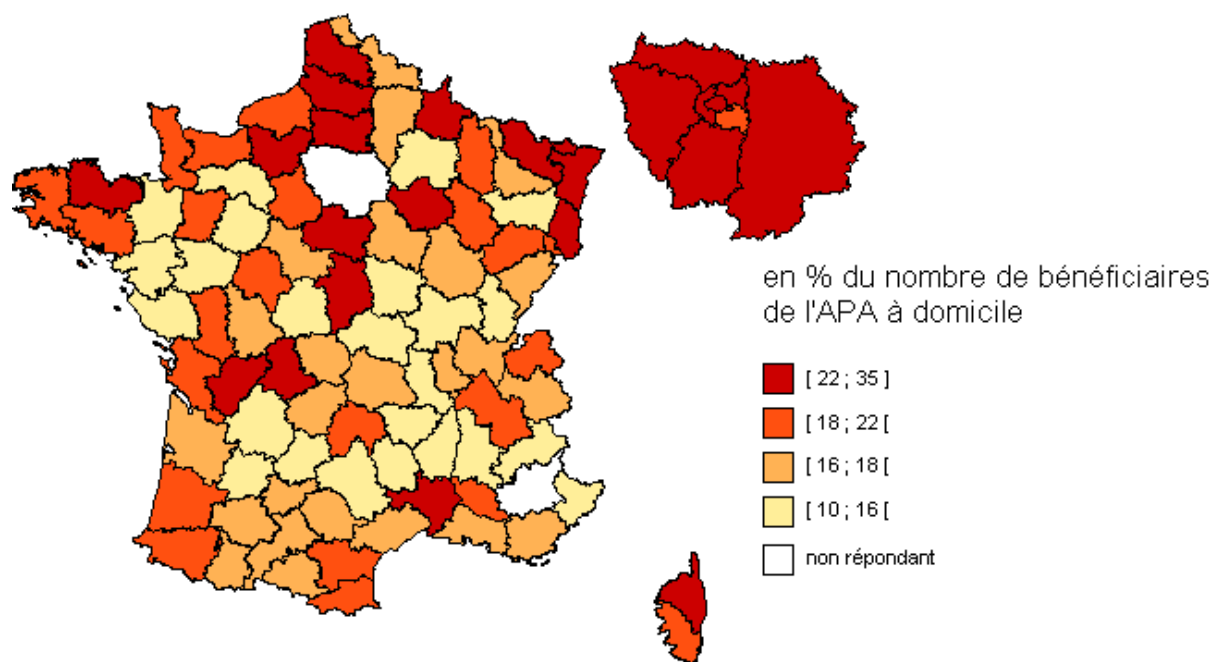 en % du nombre de bénéficiaires
de l'APA à domicile
[ 22 ; 35 ]
[ 18 ; 22 [
[ 16 ; 18 [
[ 10 ; 16 [
non répondant